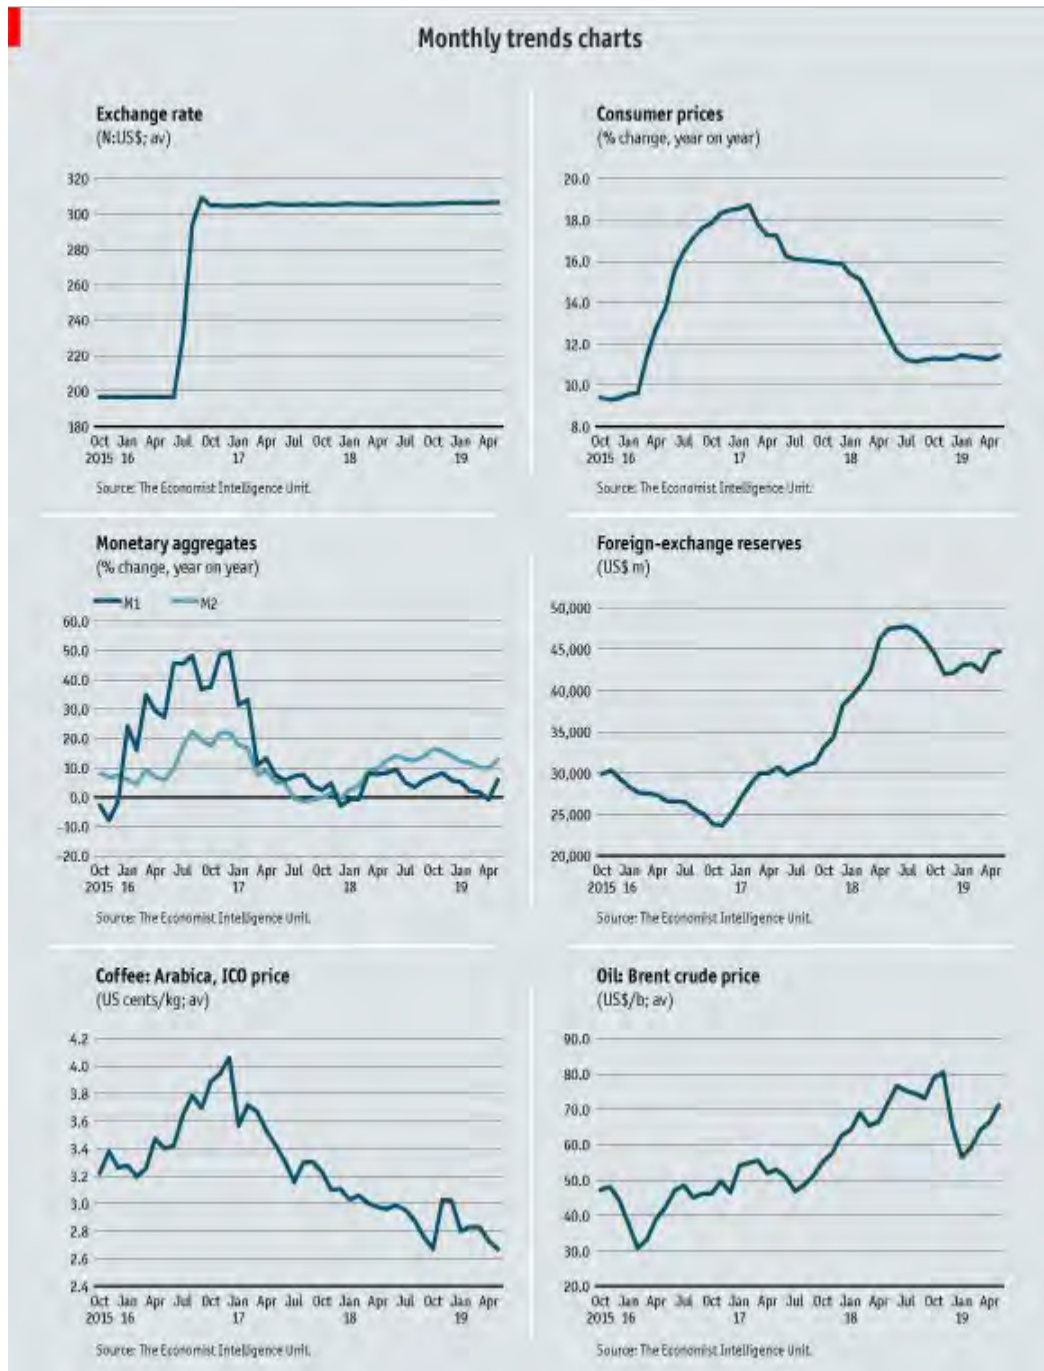 Monthly trends charts
Exchange rate
(N:US$; av)
320
300
280
260
240
220
200
180
Oct Jan Apr Jul Oct Jan Apr Jul Oct Jan Apr Jul Oct Jan Apr
2015 16 17 18 19
Source: The Economist Intelligence Unit.
Consumer prices
(% change, year on year)
20.0
18.0
16.0
14.0
12.0
10.0
8.0
Oct Jan Apr Jul Oct Jan Apr Jul Oct Jan Apr Jul Oct Jan Apr
2015 16 17 18 19
Source: The Economist Intelligence Unit.
Monetary aggregates
(% change, year on year)
M1 M2
60.0
50.0
40.0
30.0
20.0
10.0
0.0
-10.0
-20.0
Oct Jan Apr Jul Oct Jan Apr Jul Oct Jan Apr Jul Oct Jan Apr
2015 16 17 18 19
Source: The Economist Intelligence Unit.
Foreign-exchange reserves
(US$ m)
50,000
45,000
40,000
35,000
30,000
25,000
20,000
Oct Jan Apr Jul Oct Jan Apr Jul Oct Jan Apr Jul Oct Jan Apr
2015 16 17 18 19
Source: The Economist Intelligence Unit.
Coffee: Arabica, ICO price
(US cents/kg; av)
4.2
4.0
3.8
3.6
3.4
3.2
3.0
2.8
2.6
2.4
Oct Jan Apr Jul Oct Jan Apr Jul Oct Jan Apr Jul Oct Jan Apr
2015 16 17 18 19
Source: The Economist Intelligence Unit.
Oil: Brent crude price
(US$/b; av)
90.0
80.0
70.0
60.0
50.0
40.0
30.0
20.0
Oct Jan Apr Jul Oct Jan Apr Jul Oct Jan Apr Jul Oct Jan Apr
2015 16 17 18 19
Source: The Economist Intelligence Unit.